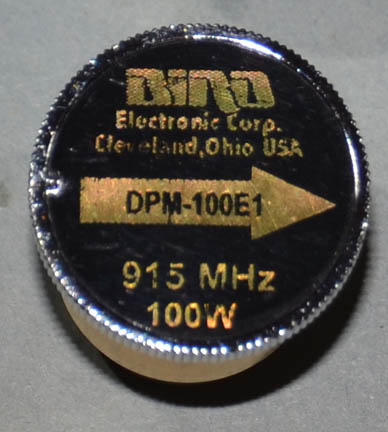 BIRD
Electronic Corp.
Cleveland,Ohio USA
DPM-100E1
915 MHz
100W